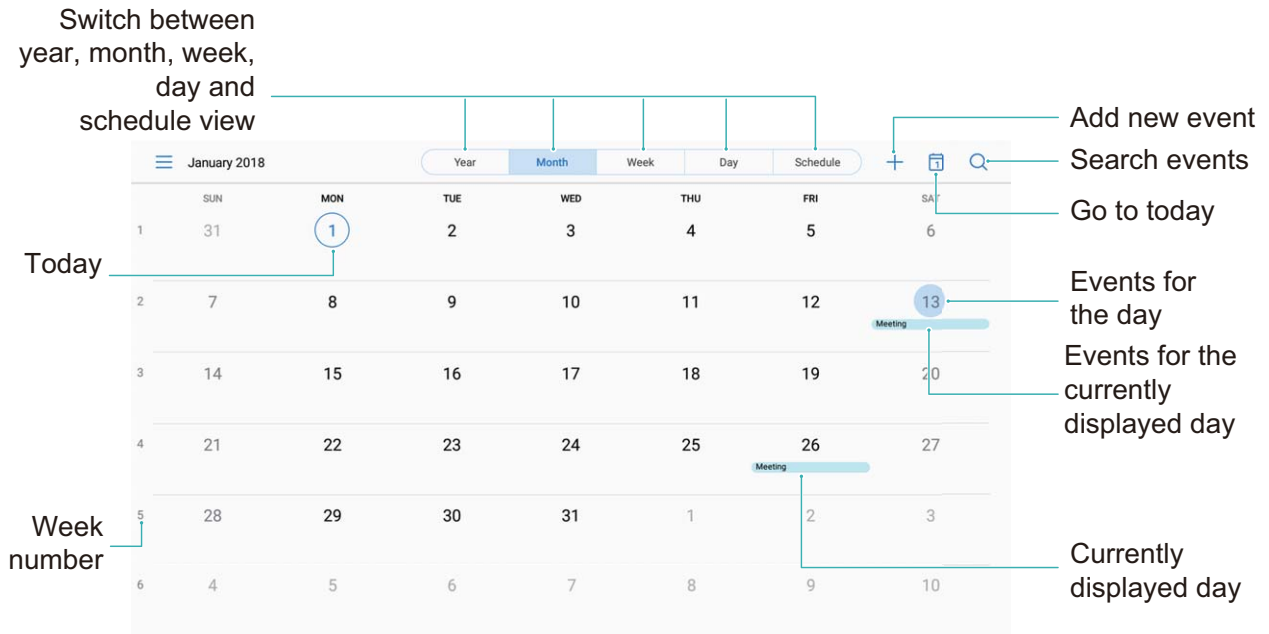 Switch between
year, month, week,
day and
schedule view
Add new event
Search events
Go to today
January 2018 Year Month Week Day Schedule 1
SUN MON TUE WED THU FRI SAT
1 31 1 2 3 4 5 6
Today
2 7 8 9 10 11 12 13
Meeting
Events for
the day
3 14 15 16 17 18 19 20
Events for the
currently
displayed day
4 21 22 23 24 25 26 27
Meeting
5 28 29 30 31 1 2 3
Week
number
Currently
displayed day
6 4 5 6 7 8 9 10